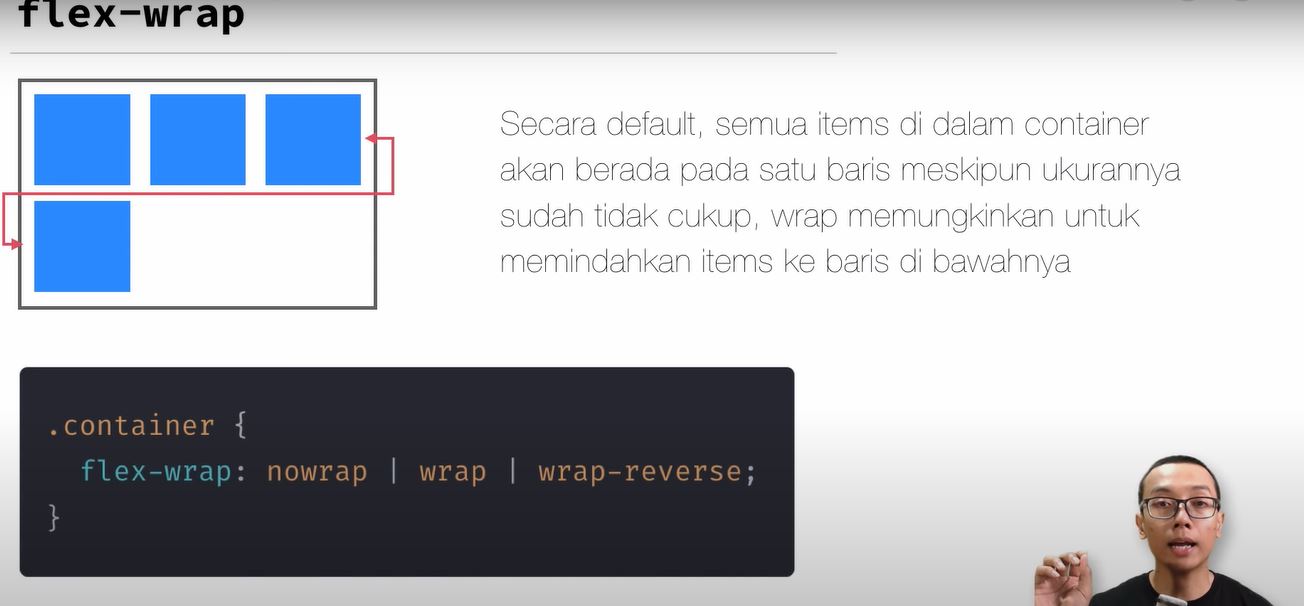 flex-wrap
Secara default, semua items di dalam container
akan berada pada satu baris meskipun ukurannya
sudah tidak cukup, wrap memungkinkan untuk
memindahkan items ke baris di bawahnya
.container {
  flex-wrap: nowrap | wrap | wrap-reverse;
}